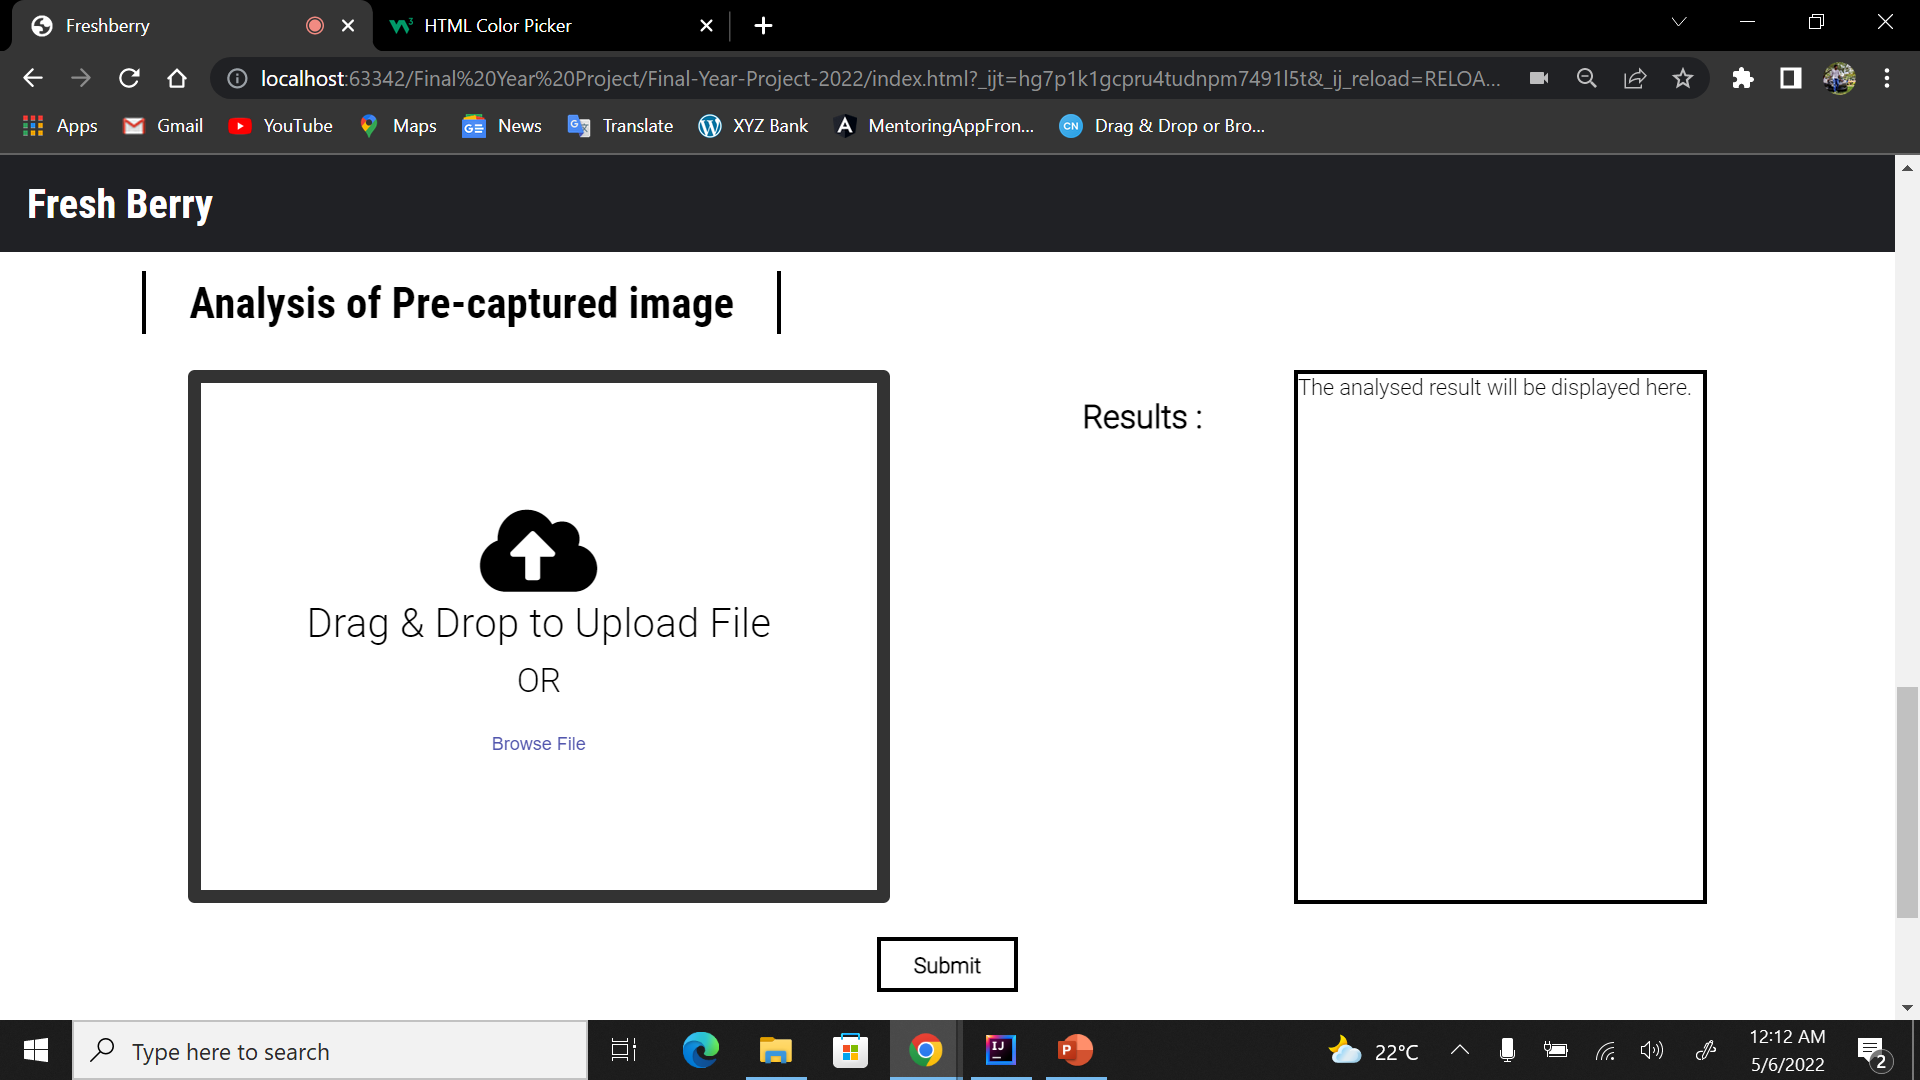 Freshberry
HTML Color Picker
localhost:63342/Final%20Year%20Project/Final-Year-Project-2022/index.html?_ijt=hg7p1k1gcpru4tudnpm7491l5t&_ij_reload=RELOA...
Apps
Gmail
YouTube
Maps
News
Translate
XYZ Bank
MentoringAppFron...
CN
Drag & Drop or Bro...
Fresh Berry
Analysis of Pre-captured image
Drag & Drop to Upload File
OR
Browse File
Results :
The analysed result will be displayed here.
Submit
Type here to search
22°C
12:12 AM
5/6/2022
2